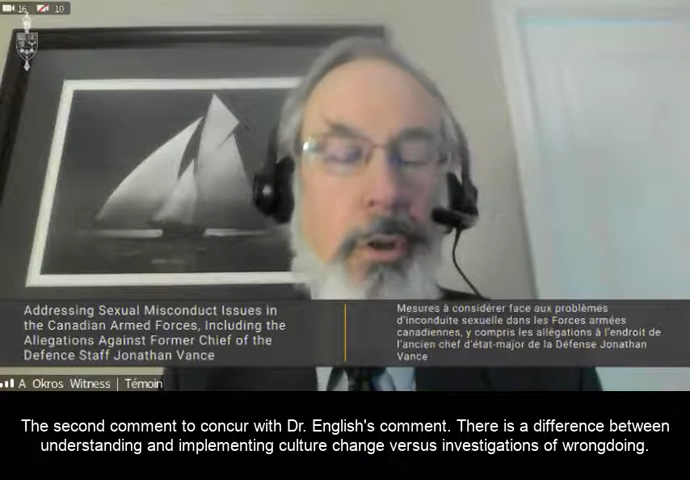 16 10
Addressing Sexual Misconduct Issues in
the Canadian Armed Forces, Including the
Allegations Against Former Chief of the
Defence Staff Jonathan Vance
Mesures à considérer face aux problèmes
d'inconduite sexuelle dans les Forces armées
canadiennes, y compris les allégations à l'endroit de
l'ancien chef d'état-major de la Défense Jonathan
Vance
A Okros Witness | Témoin
The second comment to concur with Dr. English's comment. There is a difference between
understanding and implementing culture change versus investigations of wrongdoing.